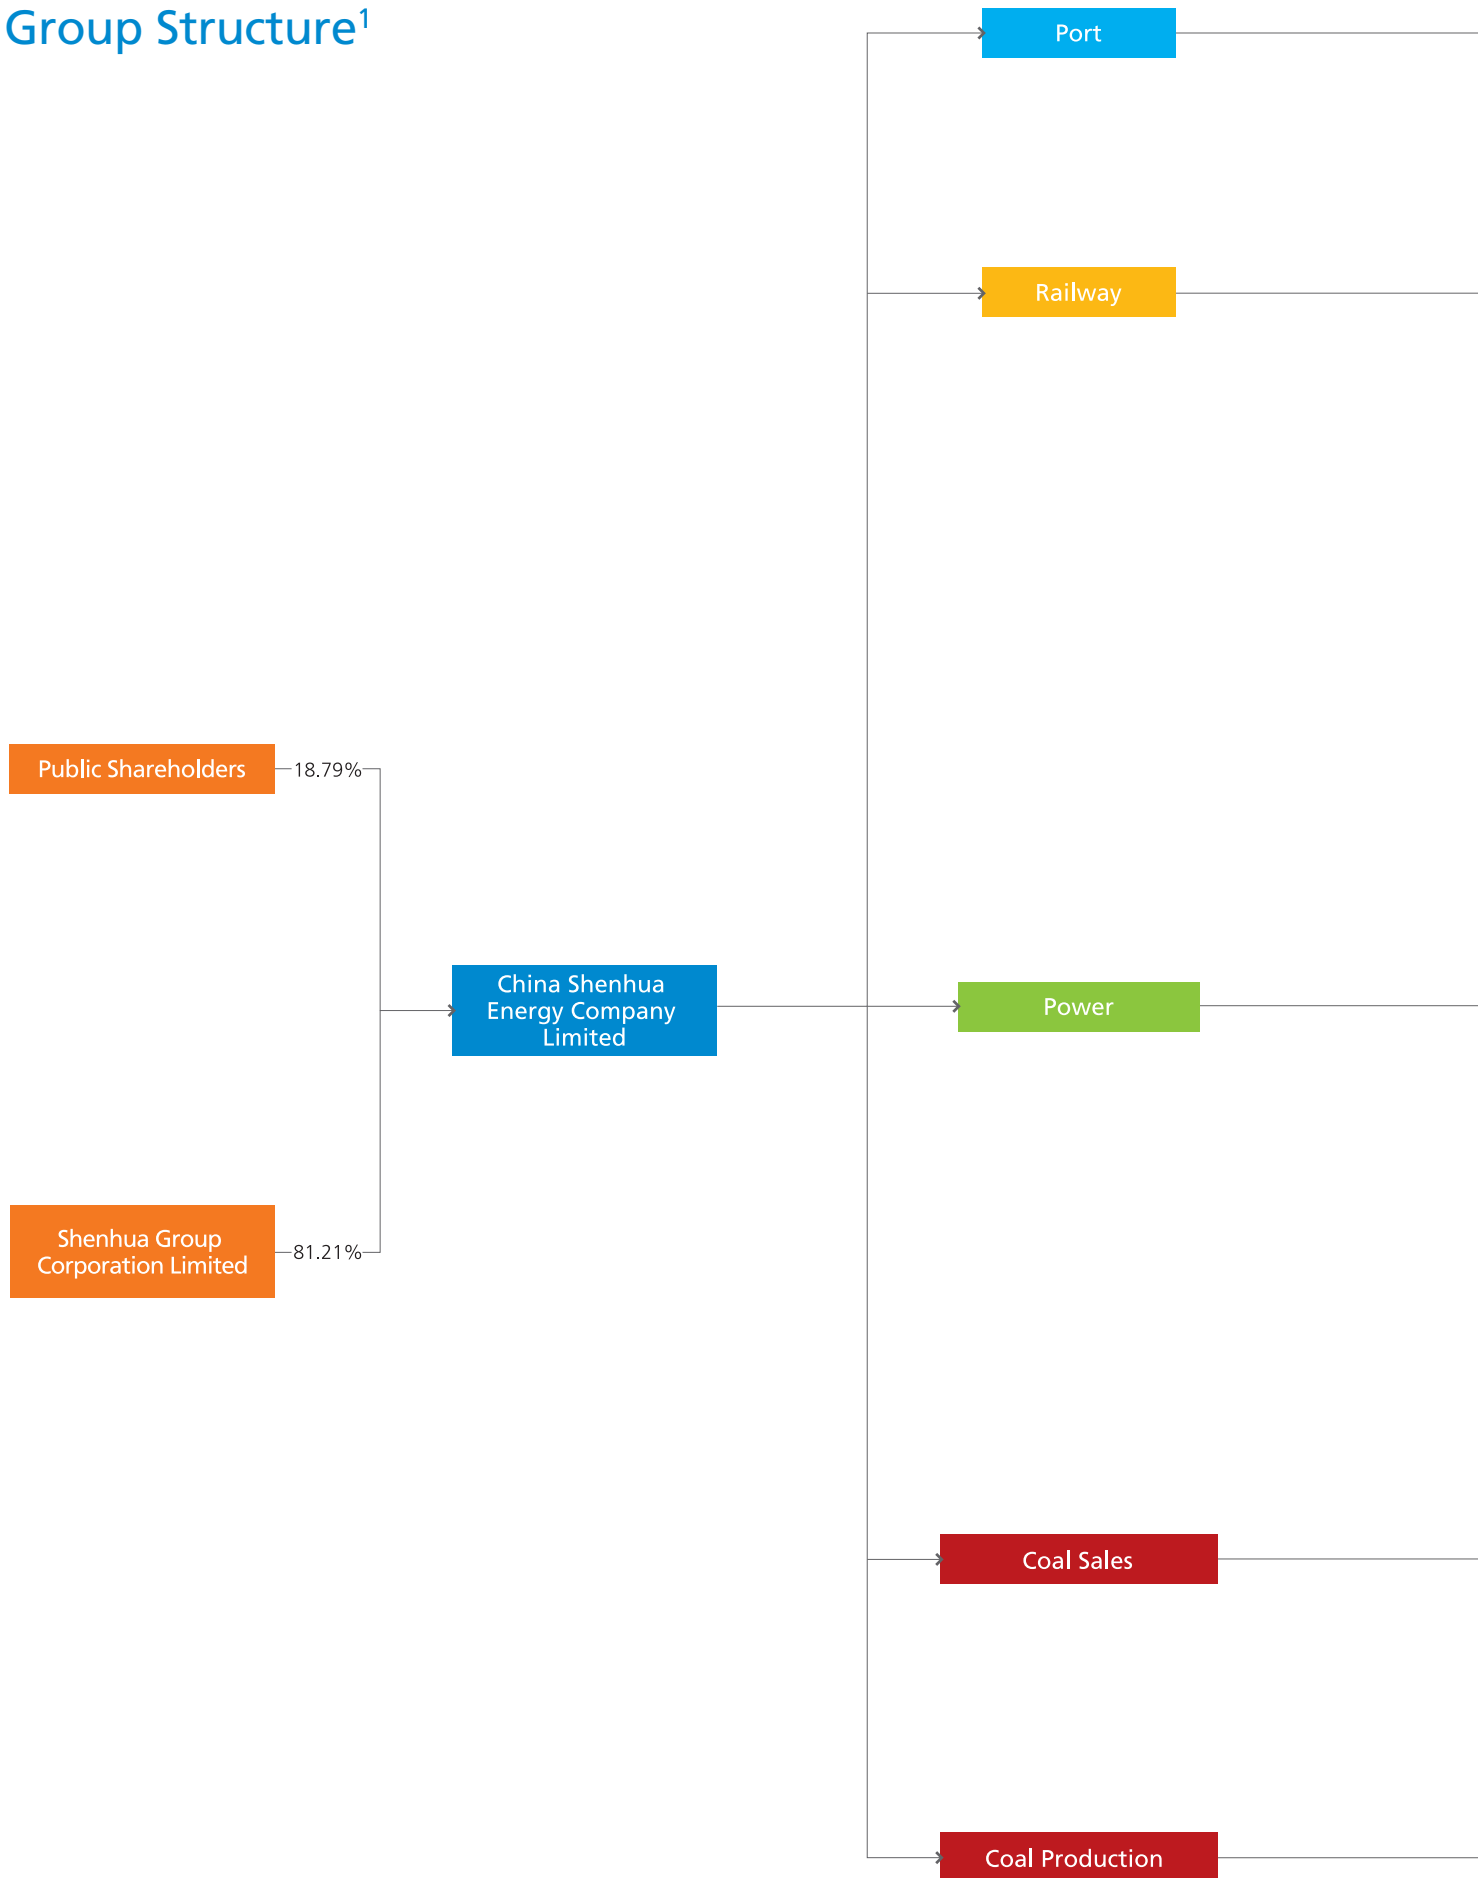 Group Structure¹
Port
Railway
Public Shareholders
18.79%
China Shenhua
Energy Company
Limited
Power
Shenhua Group
Corporation Limited
81.21%
Coal Sales
Coal Production